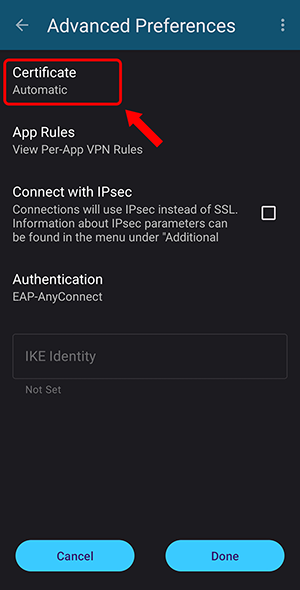 Advanced Preferences
Certificate
Automatic
App Rules
View Per-App VPN Rules
Connect with IPsec
Connections will use IPsec instead of SSL.
Information about IPsec parameters can
be found in the menu under "Additional
Authentication
EAP-AnyConnect
IKE Identity
Not Set
Cancel
Done